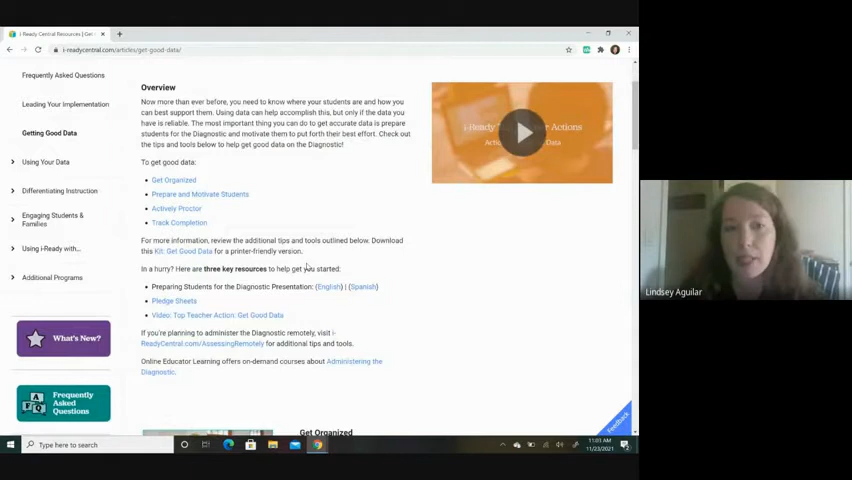 i-Ready Central Resources | Get
i-readycentral.com/articles/get-good-data/
Frequently Asked Questions
Leading Your Implementation
Getting Good Data
Using Your Data
Differentiating Instruction
Engaging Students &
Families
Using i-Ready with...
Additional Programs
What's New?
Frequently
Asked
Questions
Overview
Now more than ever before, you need to know where your students are and how you
can best support them. Using data can help accomplish this, but only if the data you
have is reliable. The most important thing you can do to get accurate data is prepare
students for the Diagnostic and motivate them to put forth their best effort. Check out
the tips and tools below to help get good data on the Diagnostic!
To get good data:
Get Organized
Prepare and Motivate Students
Actively Proctor
Track Completion
For more information, review the additional tips and tools outlined below. Download
this Kit: Get Good Data for a printer-friendly version.
In a hurry? Here are three key resources to help get you started:
Preparing Students for the Diagnostic Presentation: (English) | (Spanish)
Pledge Sheets
Video: Top Teacher Action: Get Good Data
If you're planning to administer the Diagnostic remotely, visit i-
ReadyCentral.com/AssessingRemotely for additional tips and tools.
Online Educator Learning offers on-demand courses about Administering the
Diagnostic.
Get Organized
i-Ready
Actions
Data
Feedback
Type here to search
11:01 AM
11/23/2021
Lindsey Aguilar